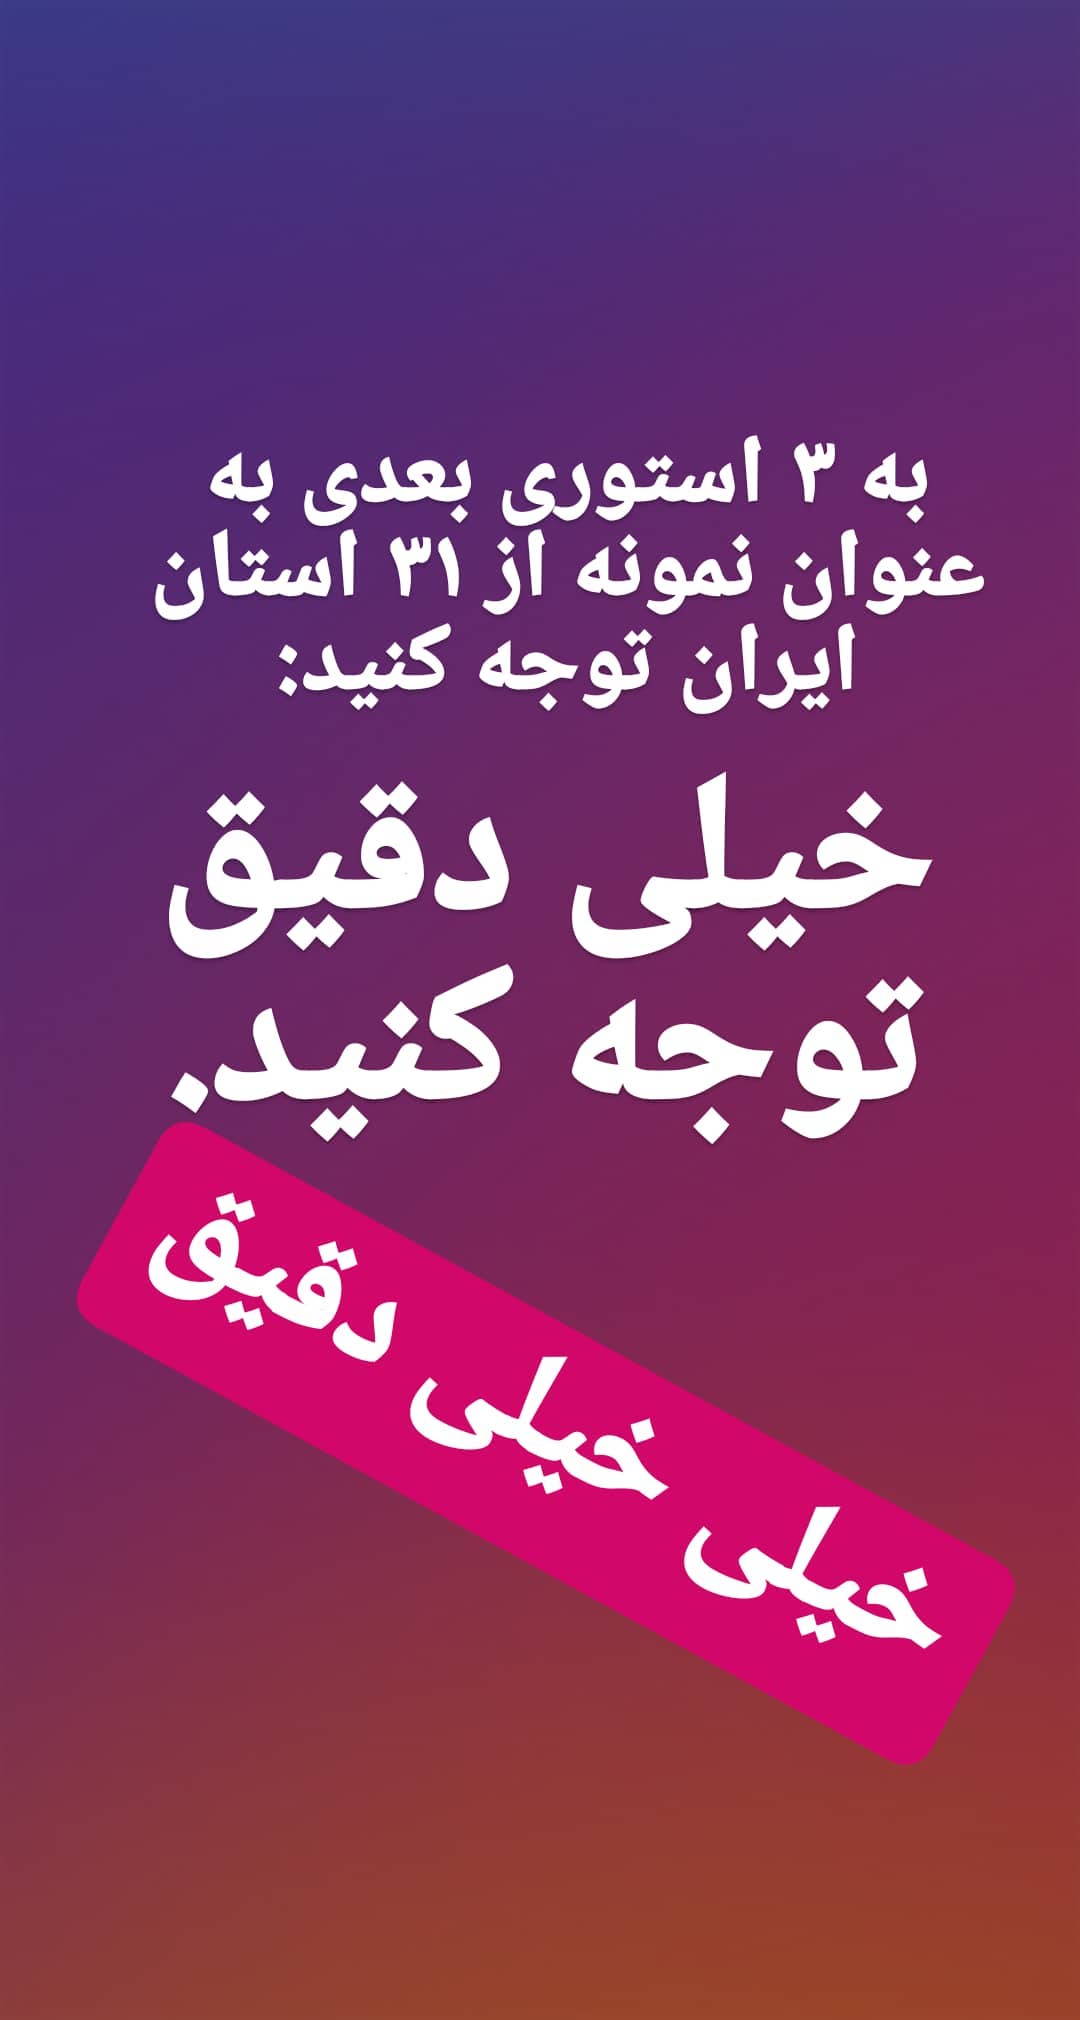 به ۳ استوری بعدی به
عنوان نمونه از ۳۱ استان
ایران توجه کنید:
خیلی دقیق
توجه کنید.
خیلی خیلی دقیق